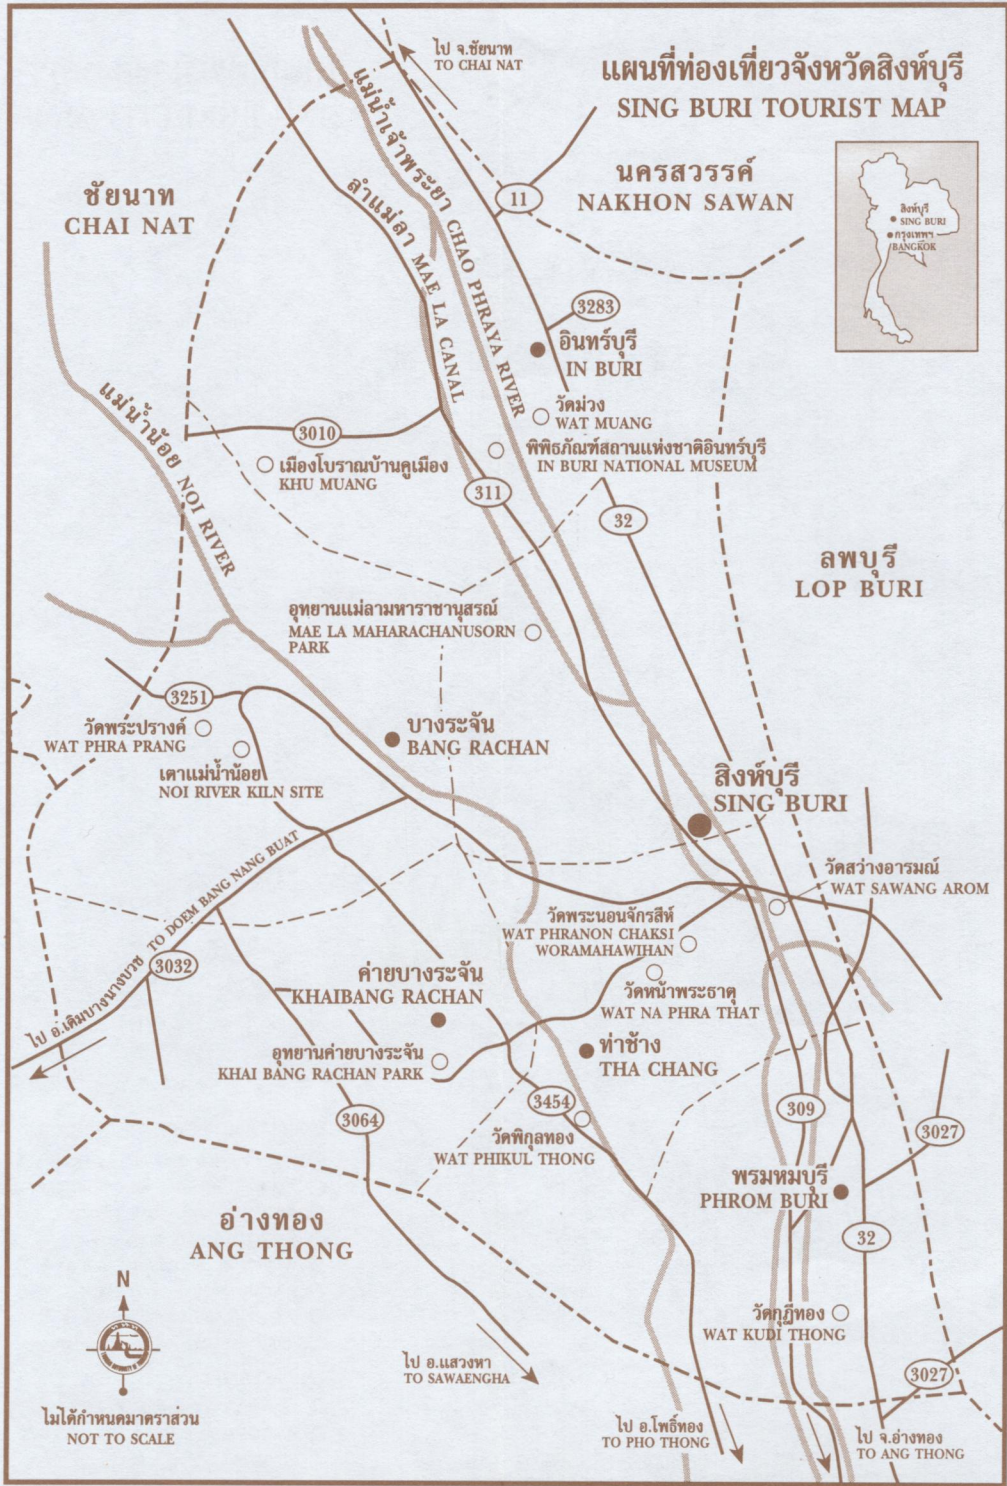 ไป จ.ชัยนาท
TO CHAI NAT
แผนที่ท่องเที่ยวจังหวัดสิงห์บุรี
SING BURI TOURIST MAP
แม่น้ำเจ้าพระยา CHAO PHRAYA RIVER
ลำแม่ลา MAE LA CANAL
ชัยนาท
CHAI NAT
11
นครสวรรค์
NAKHON SAWAN
สิงห์บุรี
SING BURI
กรุงเทพฯ
BANGKOK
3283
อินทร์บุรี
IN BURI
แม่น้ำน้อย NOI RIVER
วัดม่วง
WAT MUANG
3010
พิพิธภัณฑ์สถานแห่งชาติอินทร์บุรี
IN BURI NATIONAL MUSEUM
เมืองโบราณบ้านคูเมือง
KHU MUANG
311
32
ลพบุรี
LOP BURI
อุทยานแม่ลามหาราชานุสรณ์
MAE LA MAHARACHANUSORN
PARK
3251
วัดพระปรางค์
WAT PHRA PRANG
บางระจัน
BANG RACHAN
เตาแม่น้ำน้อย
NOI RIVER KILN SITE
สิงห์บุรี
SING BURI
วัดสว่างอารมณ์
WAT SAWANG AROM
วัดพระนอนจักรสีห์
WAT PHRANON CHAKSI
WORAMAHAWIHAN
ไป อ.เดิมบางนางบวช TO DOEM BANG NANG BUAT
3032
ค่ายบางระจัน
KHAIBANG RACHAN
วัดหน้าพระธาตุ
WAT NA PHRA THAT
ท่าช้าง
THA CHANG
อุทยานค่ายบางระจัน
KHAI BANG RACHAN PARK
3454
3064
309
3027
วัดพิกุลทอง
WAT PHIKUL THONG
พรมหมบุรี
PHROM BURI
อ่างทอง
ANG THONG
32
N
วัดกุฎีทอง
WAT KUDI THONG
ไป อ.แสวงหา
TO SAWAENGHA
3027
ไม่ได้กำหนดมาตราส่วน
NOT TO SCALE
ไป อ.โพธิ์ทอง
TO PHO THONG
ไป จ.อ่างทอง
TO ANG THONG